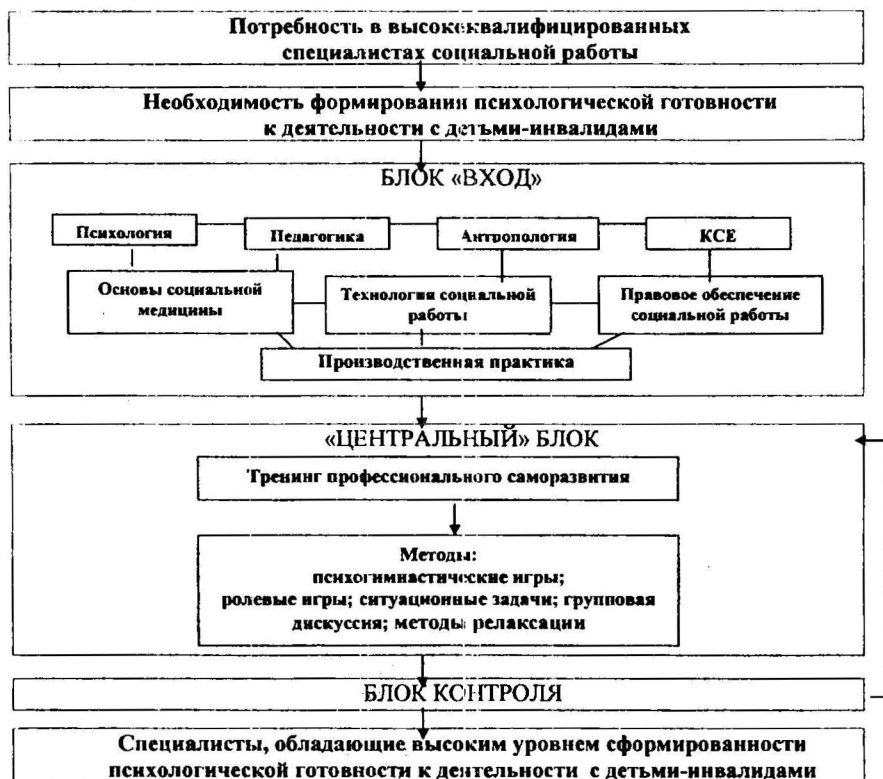 Потребность в высококвалифицированных
специалистах социальной работы
Необходимость формирования психологической готовности
к деятельности с детьми-инвалидами
БЛОК «ВХОД»
Психология
Педагогика
Антропология
КСЕ
Основы социальной
медицины
Технология социальной
работы
Правовое обеспечение
социальной работы
Производственная практика
«ЦЕНТРАЛЬНЫЙ» БЛОК
Тренинг профессионального саморазвития
Методы:
психогимнастические игры;
ролевые игры; ситуационные задачи; групповая
дискуссия; методы релаксации
БЛОК КОНТРОЛЯ
Специалисты, обладающие высоким уровнем сформированности
психологической готовности к деятельности с детьми-инвалидами